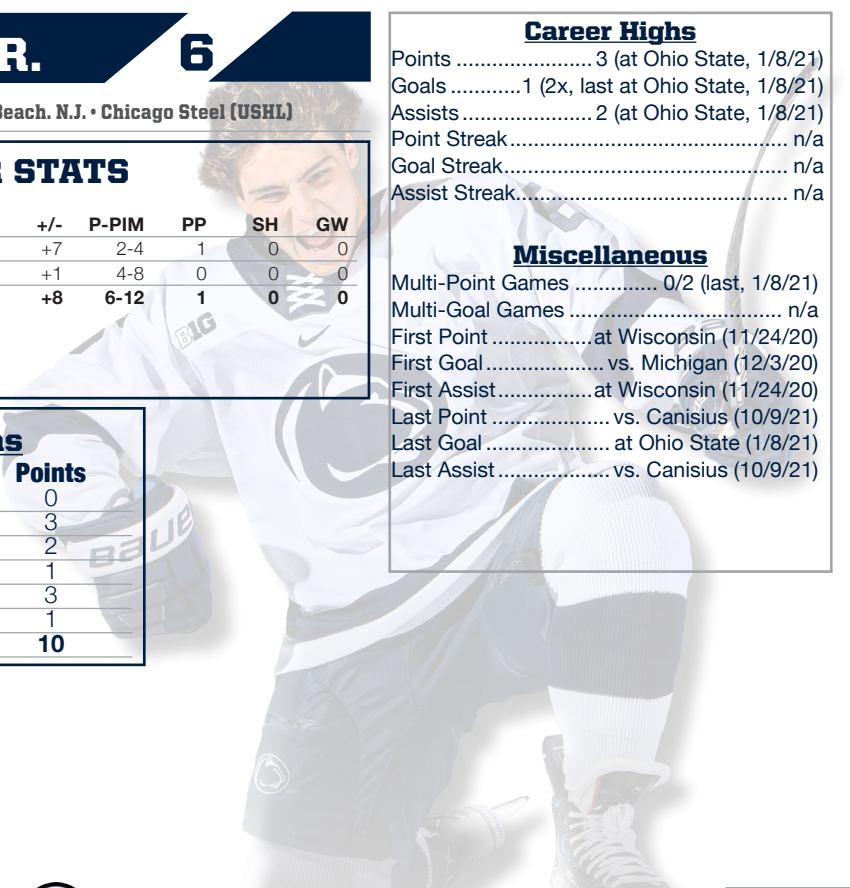 R. 6
Beach. N.J. • Chicago Steel (USHL)
R STATS
+/- P-PIM PP SH GW
+7 2-4 1 0 0
+1 4-8 0 0 0
+8 6-12 1 0 0
B1G
as
Points
0
3
2
1
3
1
10
BAUER
Career Highs
Points ...................... 3 (at Ohio State, 1/8/21)
Goals ............1 (2x, last at Ohio State, 1/8/21)
Assists ...................... 2 (at Ohio State, 1/8/21)
Point Streak ............................................... n/a
Goal Streak................................................ n/a
Assist Streak.............................................. n/a
Miscellaneous
Multi-Point Games ............. 0/2 (last, 1/8/21)
Multi-Goal Games .................................... n/a
First Point .................at Wisconsin (11/24/20)
First Goal .................... vs. Michigan (12/3/20)
First Assist ................at Wisconsin (11/24/20)
Last Point .................... vs. Canisius (10/9/21)
Last Goal ..................... at Ohio State (1/8/21)
Last Assist ................... vs. Canisius (10/9/21)